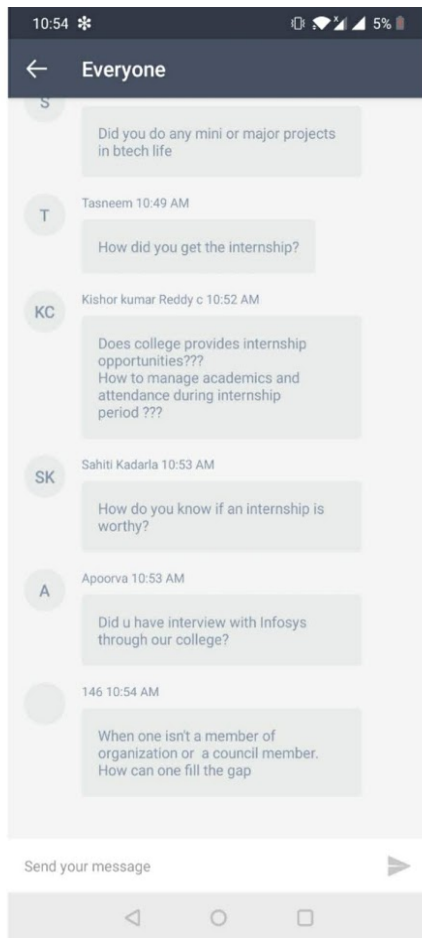 10:54
5%
Everyone
S
Did you do any mini or major projects
in btech life
Tasneem 10:49 AM
T
How did you get the internship?
Kishor kumar Reddy c 10:52 AM
KC
Does college provides internship
opportunities???
How to manage academics and
attendance during internship
period ???
Sahiti Kadarla 10:53 AM
SK
How do you know if an internship is
worthy?
Apoorva 10:53 AM
A
Did u have interview with Infosys
through our college?
146 10:54 AM
When one isn't a member of
organization or  a council member.
How can one fill the gap
Send your message